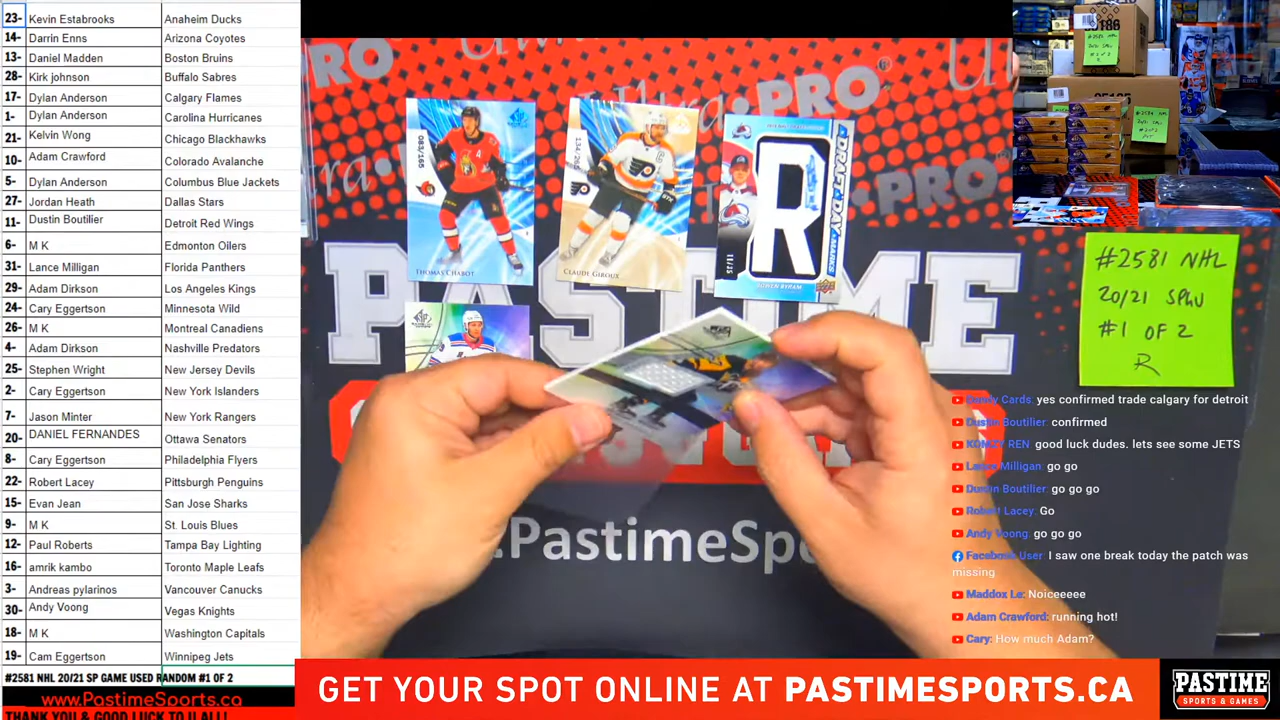 23- Kevin Estabrooks Anaheim Ducks
14- Darrin Enns Arizona Coyotes
13- Daniel Madden Boston Bruins
28- Kirk johnson Buffalo Sabres
17- Dylan Anderson Calgary Flames
1- Dylan Anderson Carolina Hurricanes
21- Kelvin Wong Chicago Blackhawks
10- Adam Crawford Colorado Avalanche
5- Dylan Anderson Columbus Blue Jackets
27- Jordan Heath Dallas Stars
11- Dustin Boutilier Detroit Red Wings
6- M K Edmonton Oilers
31- Lance Milligan Florida Panthers
29- Adam Dirkson Los Angeles Kings
24- Cary Eggertson Minnesota Wild
26- M K Montreal Canadiens
4- Adam Dirkson Nashville Predators
25- Stephen Wright New Jersey Devils
2- Cary Eggertson New York Islanders
7- Jason Minter New York Rangers
20- DANIEL FERNANDES Ottawa Senators
8- Cary Eggertson Philadelphia Flyers
22- Robert Lacey Pittsburgh Penguins
15- Evan Jean San Jose Sharks
9- M K St. Louis Blues
12- Paul Roberts Tampa Bay Lighting
16- amrik kambo Toronto Maple Leafs
3- Andreas pylarinos Vancouver Canucks
30- Andy Voong Vegas Knights
18- M K Washington Capitals
19- Cam Eggertson Winnipeg Jets
#2581 NHL 20/21 SP GAME USED RANDOM #1 OF 2
www.PastimeSports.ca
THANK YOU & GOOD LUCK TO U ALL!
PRO
Ultra·PRO
083/165
THOMAS CHABOT
CLAUDE GIROUX
DRAFT DAY MARKS
R
BOWEN BYRAM
PASTIME
.PastimeSpo
#2581 NHL
20/21 SPGU
#1 OF 2
R
Family Cards: yes confirmed trade calgary for detroit
Dustin Boutilier: confirmed
KOMZY REN good luck dudes. lets see some JETS
Lance Milligan: go go
Dustin Boutilier: go go go
Robert Lacey: Go
Andy Voong: go go go
Facebook User: I saw one break today the patch was
missing
Maddox Le: Noiceeeee
Adam Crawford: running hot!
Cary: How much Adam?
GET YOUR SPOT ONLINE AT PASTIMESPORTS.CA
PASTIME
SPORTS & GAMES